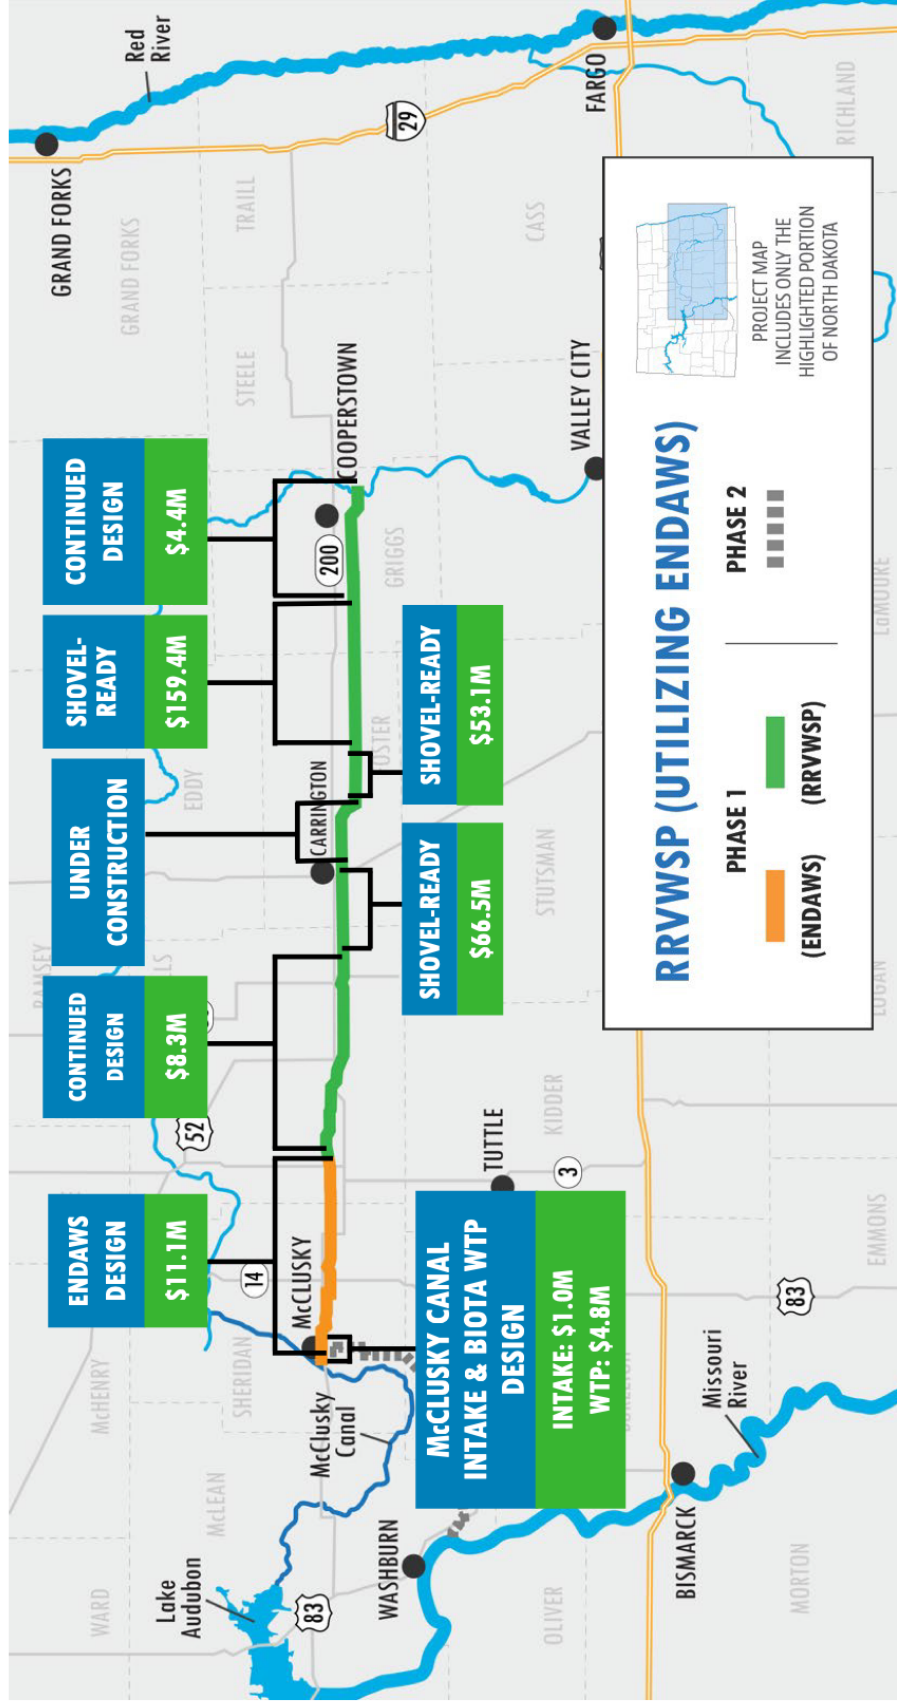 Red
River
GRAND FORKS
GRAND FORKS
TRAILL
29
FARGO
RICHLAND
CASS
STEELE
CONTINUED
DESIGN
$4.4M
COOPERSTOWN
200
GRIGGS
VALLEY CITY
SHOVEL-
READY
$159.4M
EDDY
UNDER
CONSTRUCTION
CARRINGTON
SHOVEL-READY
$53.1M
SHOVEL-READY
$66.5M
STUTSMAN
LaMOURE
LOGAN
RAMSEY
CONTINUED
DESIGN
$8.3M
52
ENDAWS
DESIGN
$11.1M
14
McCLUSKY
TUTTLE
KIDDER
3
EMMONS
McHENRY
SHERIDAN
McClusky
Canal
McCLUSKY CANAL
INTAKE & BIOTA WTP
DESIGN
INTAKE: $1.0M
WTP: $4.8M
83
Missouri
River
McLEAN
WARD
Lake
Audubon
83
WASHBURN
OLIVER
BISMARCK
MORTON
RRVWSP (UTILIZING ENDAWS)
PHASE 1
(ENDAWS)
(RRVWSP)
PHASE 2
PROJECT MAP
INCLUDES ONLY THE
HIGHLIGHTED PORTION
OF NORTH DAKOTA